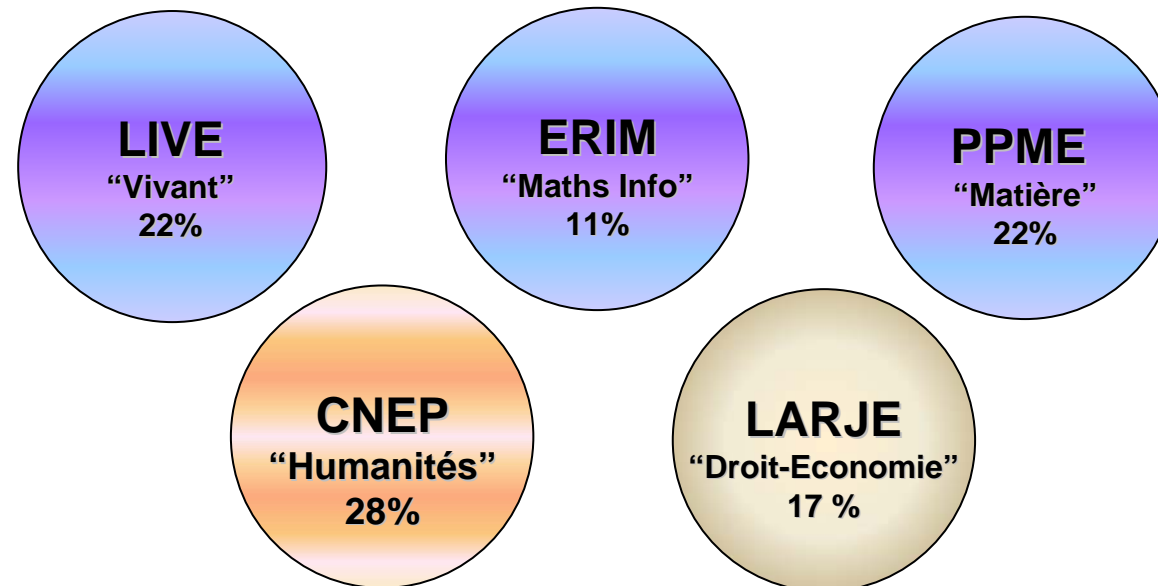 LIVE
“Vivant”
22%
ERIM
“Maths Info”
11%
PPME
“Matière”
22%
CNEP
“Humanités”
28%
LARJE
“Droit-Economie”
17 %